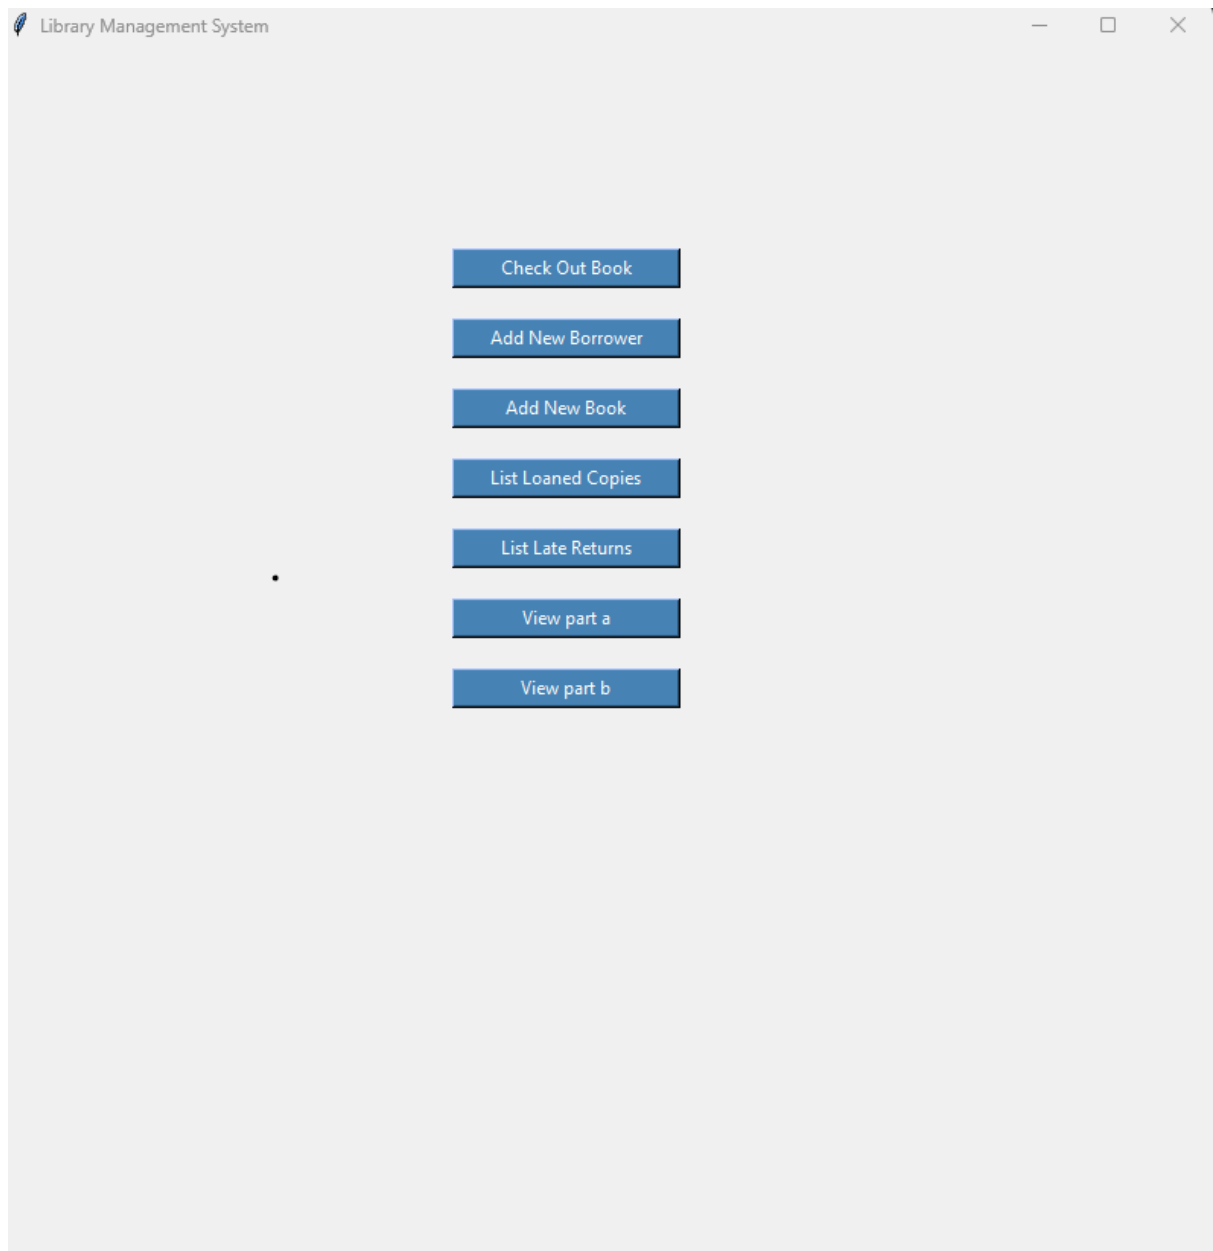 Library Management System
Check Out Book
Add New Borrower
Add New Book
List Loaned Copies
List Late Returns
View part a
View part b